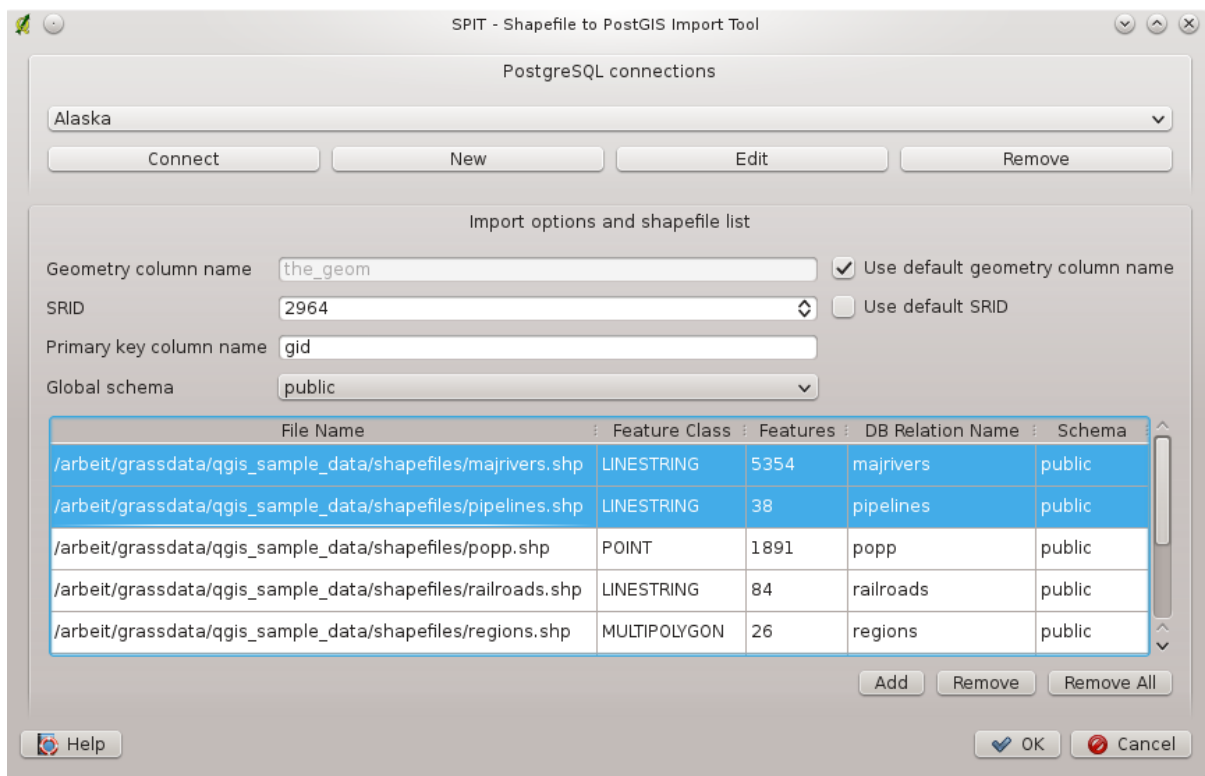 SPIT - Shapefile to PostGIS Import Tool
PostgreSQL connections
Alaska
Connect New Edit Remove
Import options and shapefile list
Geometry column name the_geom Use default geometry column name
SRID 2964 Use default SRID
Primary key column name gid
Global schema public
File Name Feature Class Features DB Relation Name Schema
/arbeit/grassdata/qgis_sample_data/shapefiles/majrivers.shp LINESTRING 5354 majrivers public
/arbeit/grassdata/qgis_sample_data/shapefiles/pipelines.shp LINESTRING 38 pipelines public
/arbeit/grassdata/qgis_sample_data/shapefiles/popp.shp POINT 1891 popp public
/arbeit/grassdata/qgis_sample_data/shapefiles/railroads.shp LINESTRING 84 railroads public
/arbeit/grassdata/qgis_sample_data/shapefiles/regions.shp MULTIPOLYGON 26 regions public
Add Remove Remove All
Help OK Cancel